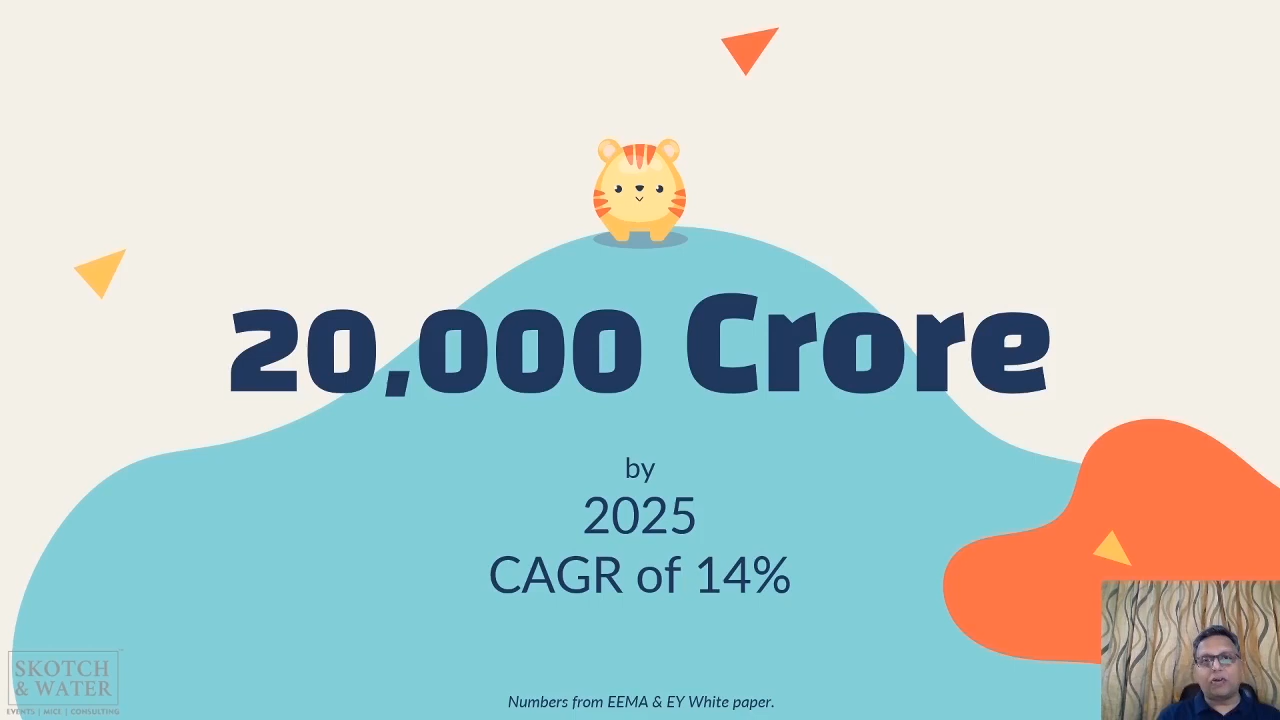 20,000 Crore
by
2025
CAGR of 14%
SKOTCH
& WATER
EVENTS | MICE | CONSULTING
Numbers from EEMA & EY White paper.